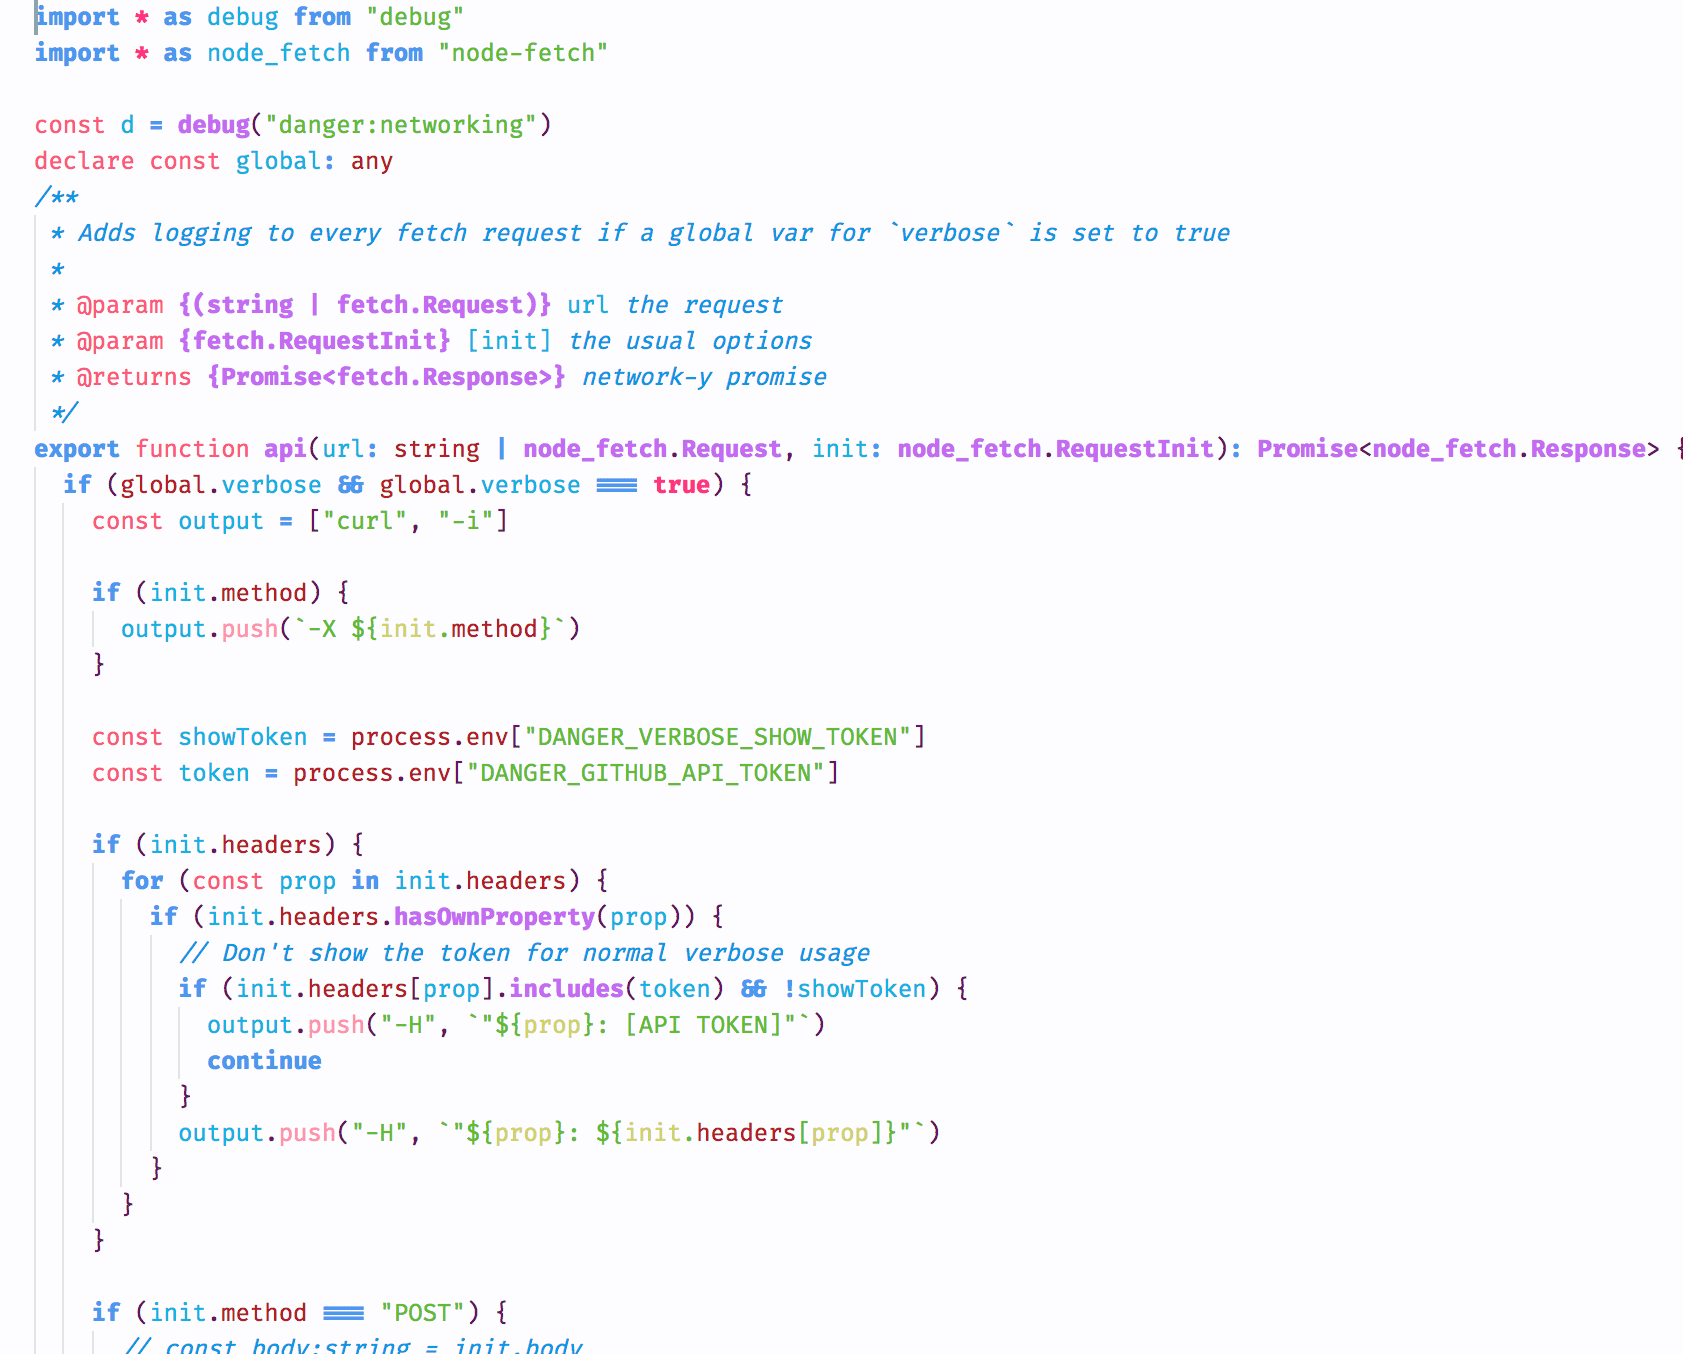 import * as debug from "debug"
import * as node_fetch from "node-fetch"

const d = debug("danger:networking")
declare const global: any
/**
 * Adds logging to every fetch request if a global var for `verbose` is set to true
 *
 * @param {(string | fetch.Request)} url the request
 * @param {fetch.RequestInit} [init] the usual options
 * @returns {Promise<fetch.Response>} network-y promise
 */
export function api(url: string | node_fetch.Request, init: node_fetch.RequestInit): Promise<node_fetch.Response> {
  if (global.verbose && global.verbose === true) {
    const output = ["curl", "-i"]

    if (init.method) {
      output.push(`-X ${init.method}`)
    }

    const showToken = process.env["DANGER_VERBOSE_SHOW_TOKEN"]
    const token = process.env["DANGER_GITHUB_API_TOKEN"]

    if (init.headers) {
      for (const prop in init.headers) {
        if (init.headers.hasOwnProperty(prop)) {
          // Don't show the token for normal verbose usage
          if (init.headers[prop].includes(token) && !showToken) {
            output.push("-H", `"${prop}: [API TOKEN]"`)
            continue
          }
          output.push("-H", `"${prop}: ${init.headers[prop]}"`)
        }
      }
    }

    if (init.method === "POST") {
      // const body:string = init.body